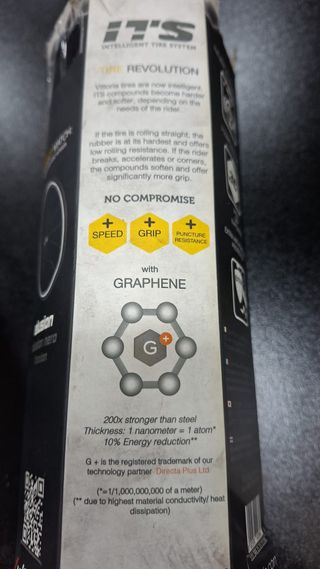 ITS
INTELLIGENT TIRE SYSTEM
TIRE REVOLUTION
Vittoria tires are now intelligent.
ITS compounds become harder
and softer, depending on the
needs of the rider.
If the tire is rolling straight, the
rubber is at its hardest and offers
low rolling resistance. If the rider
breaks, accelerates or corners,
the compounds soften and offer
significantly more grip.
NO COMPROMISE
+
SPEED
+
GRIP
+
PUNCTURE
RESISTANCE
with
GRAPHENE
G+
200x stronger than steel
Thickness: 1 nanometer = 1 atom*
10% Energy reduction**
G + is the registered trademark of our
technology partner Directa Plus Ltd
(*=1/1,000,000,000 of a meter)
(** due to highest material conductivity/ heat
dissipation)